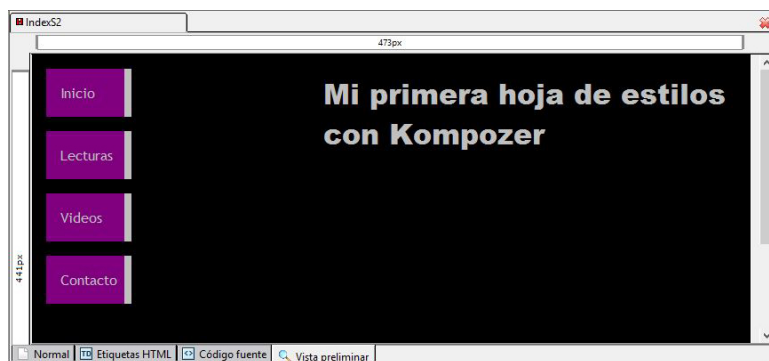 IndexS2
473px
Inicio
Mi primera hoja de estilos
con Kompozer
Lecturas
Videos
Contacto
441px
Normal
TD Etiquetas HTML
Código fuente
Vista preliminar